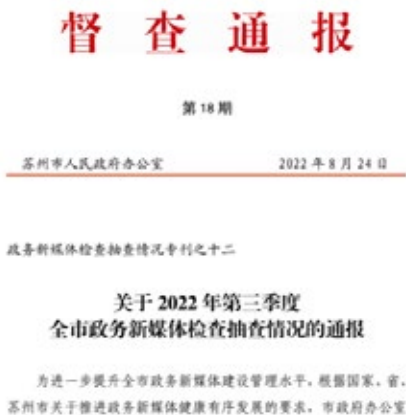 督查通报
第18期
苏州市人民政府办公室 2022年8月24日
政务新媒体检查抽查情况专刊之十二
关于2022年第三季度
全市政务新媒体检查抽查情况的通报
为进一步提升全市政务新媒体建设管理水平，根据国家、省、
苏州市关于推进政务新媒体健康有序发展的要求，市政府办公室